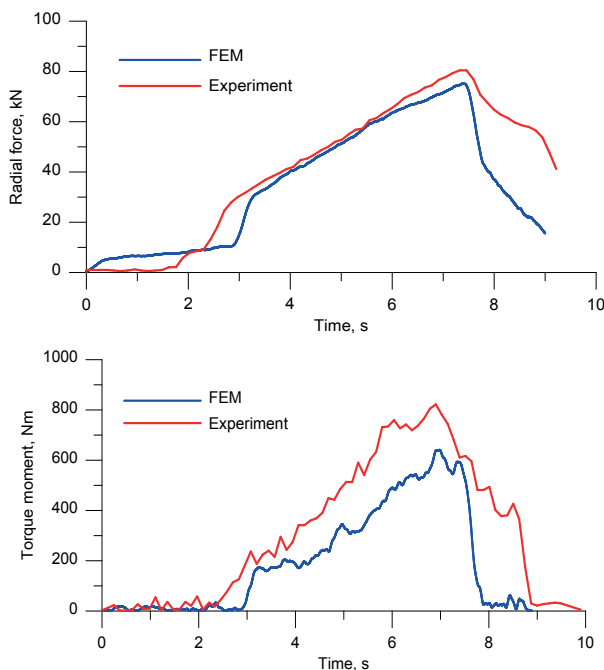 100
80
60
40
20
0
Radial force, kN
FEM
Experiment
0 2 4 6 8 10
Time, s
1000
800
600
400
200
0
Torque moment, Nm
FEM
Experiment
0 2 4 6 8 10
Time, s